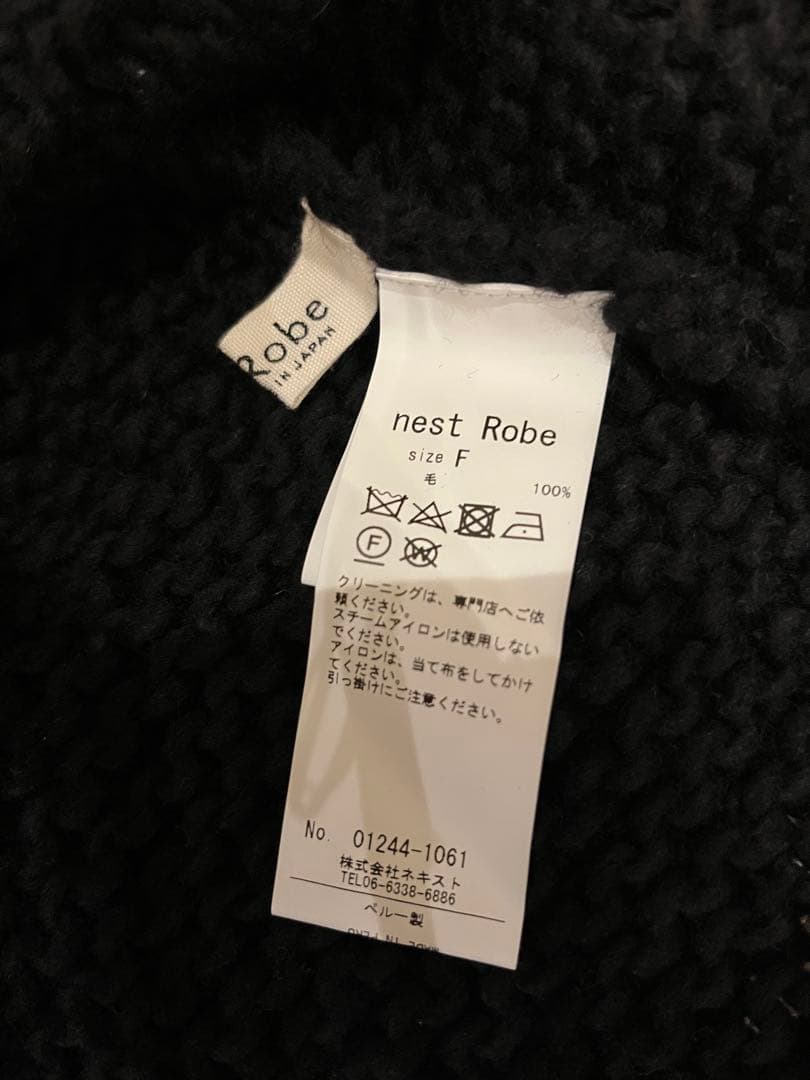 Robe
IN JAPAN
nest Robe
size F
毛 100%
F
W
クリーニングは、専門店へご依
頼ください。
スチームアイロンは使用しない
でください。
アイロンは、当て布をしてかけ
てください。
引っ掛けにご注意ください。
No. 01244-1061
株式会社ネキスト
TEL06-6338-6886
ペルー製